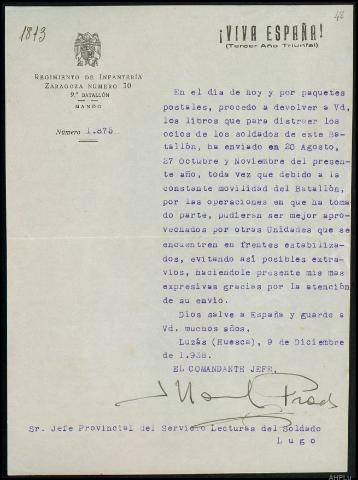 1813
48
¡VIVA ESPAÑA!
(Tercer Año Triunfal)
REGIMIENTO DE INFANTERÍA
ZARAGOZA NÚMERO 30
9.º BATALLÓN
MANDO
Número 1.875.
En el día de hoy y por paquetes
postales, procedo a devolver a Vd,
los libros que para distraer los
ocios de los soldados de este Ba-
tallón, ha enviado en 20 Agosto,
27 Octubre y Noviembre del presen-
te año, toda vez que debido a la
constante movilidad del Batallón,
por las operaciones en que ha toma
do parte, pudieran ser mejor apro-
vechados por otras Unidades que se
encuentren en frentes estabiliza-
dos, evitando así posibles extra-
vios, haciendole presente mis mas
expresivas gracias por la atención
de su envio.
Dios salve a España y guarde a
Vd. muchos años.
Luzás (Huesca), 9 de Diciembre
de 1.938.
EL COMANDANTE JEFE,
Sr. Jefe Provincial del Servicio Lecturas del Soldado
Lugo
AHPLu